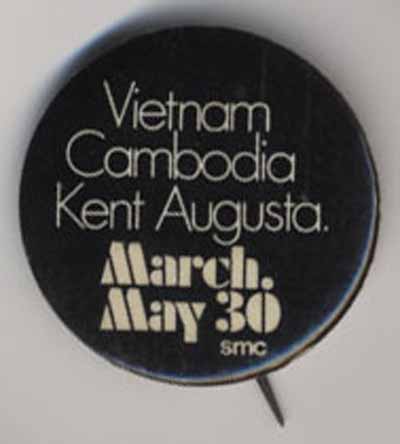 Vietnam
Cambodia
Kent Augusta.
March.
May 30
smc